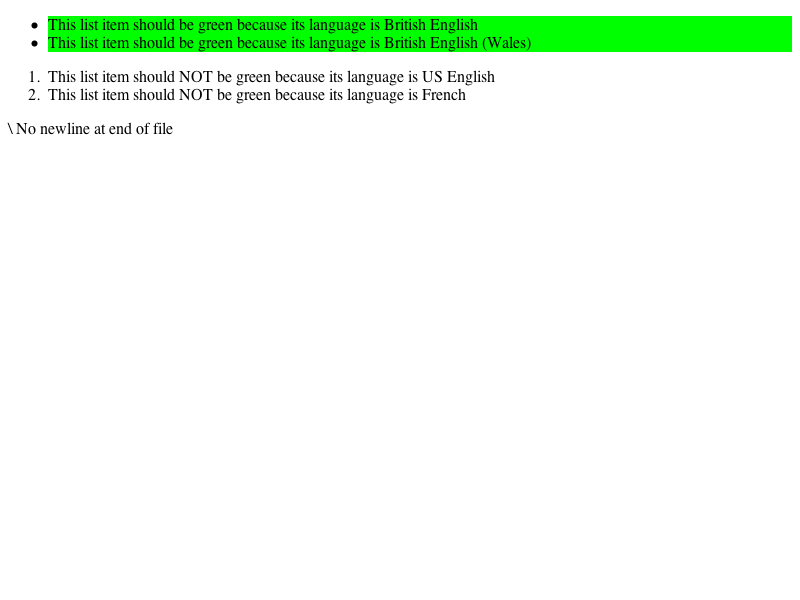 • This list item should be green because its language is British English
• This list item should be green because its language is British English (Wales)
1. This list item should NOT be green because its language is US English
2. This list item should NOT be green because its language is French
\ No newline at end of file